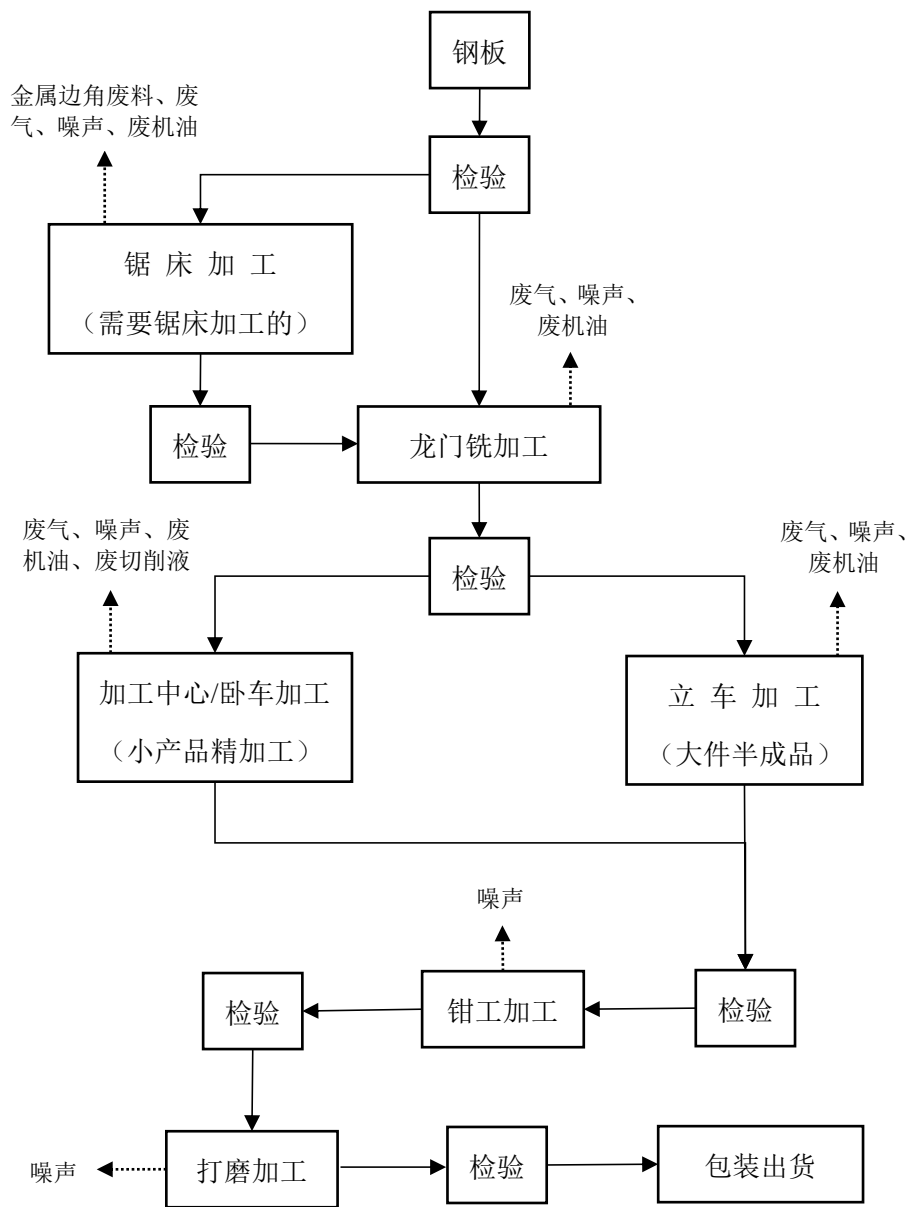 钢板
金属边角废料、废
气、噪声、废机油
检验
锯 床 加 工
（需要锯床加工的）
废气、噪声、
废机油
检验
龙门铣加工
废气、噪声、废
机油、废切削液
检验
废气、噪声、
废机油
加工中心/卧车加工
（小产品精加工）
立 车 加 工
（大件半成品）
噪声
检验
钳工加工
检验
噪声
打磨加工
检验
包装出货